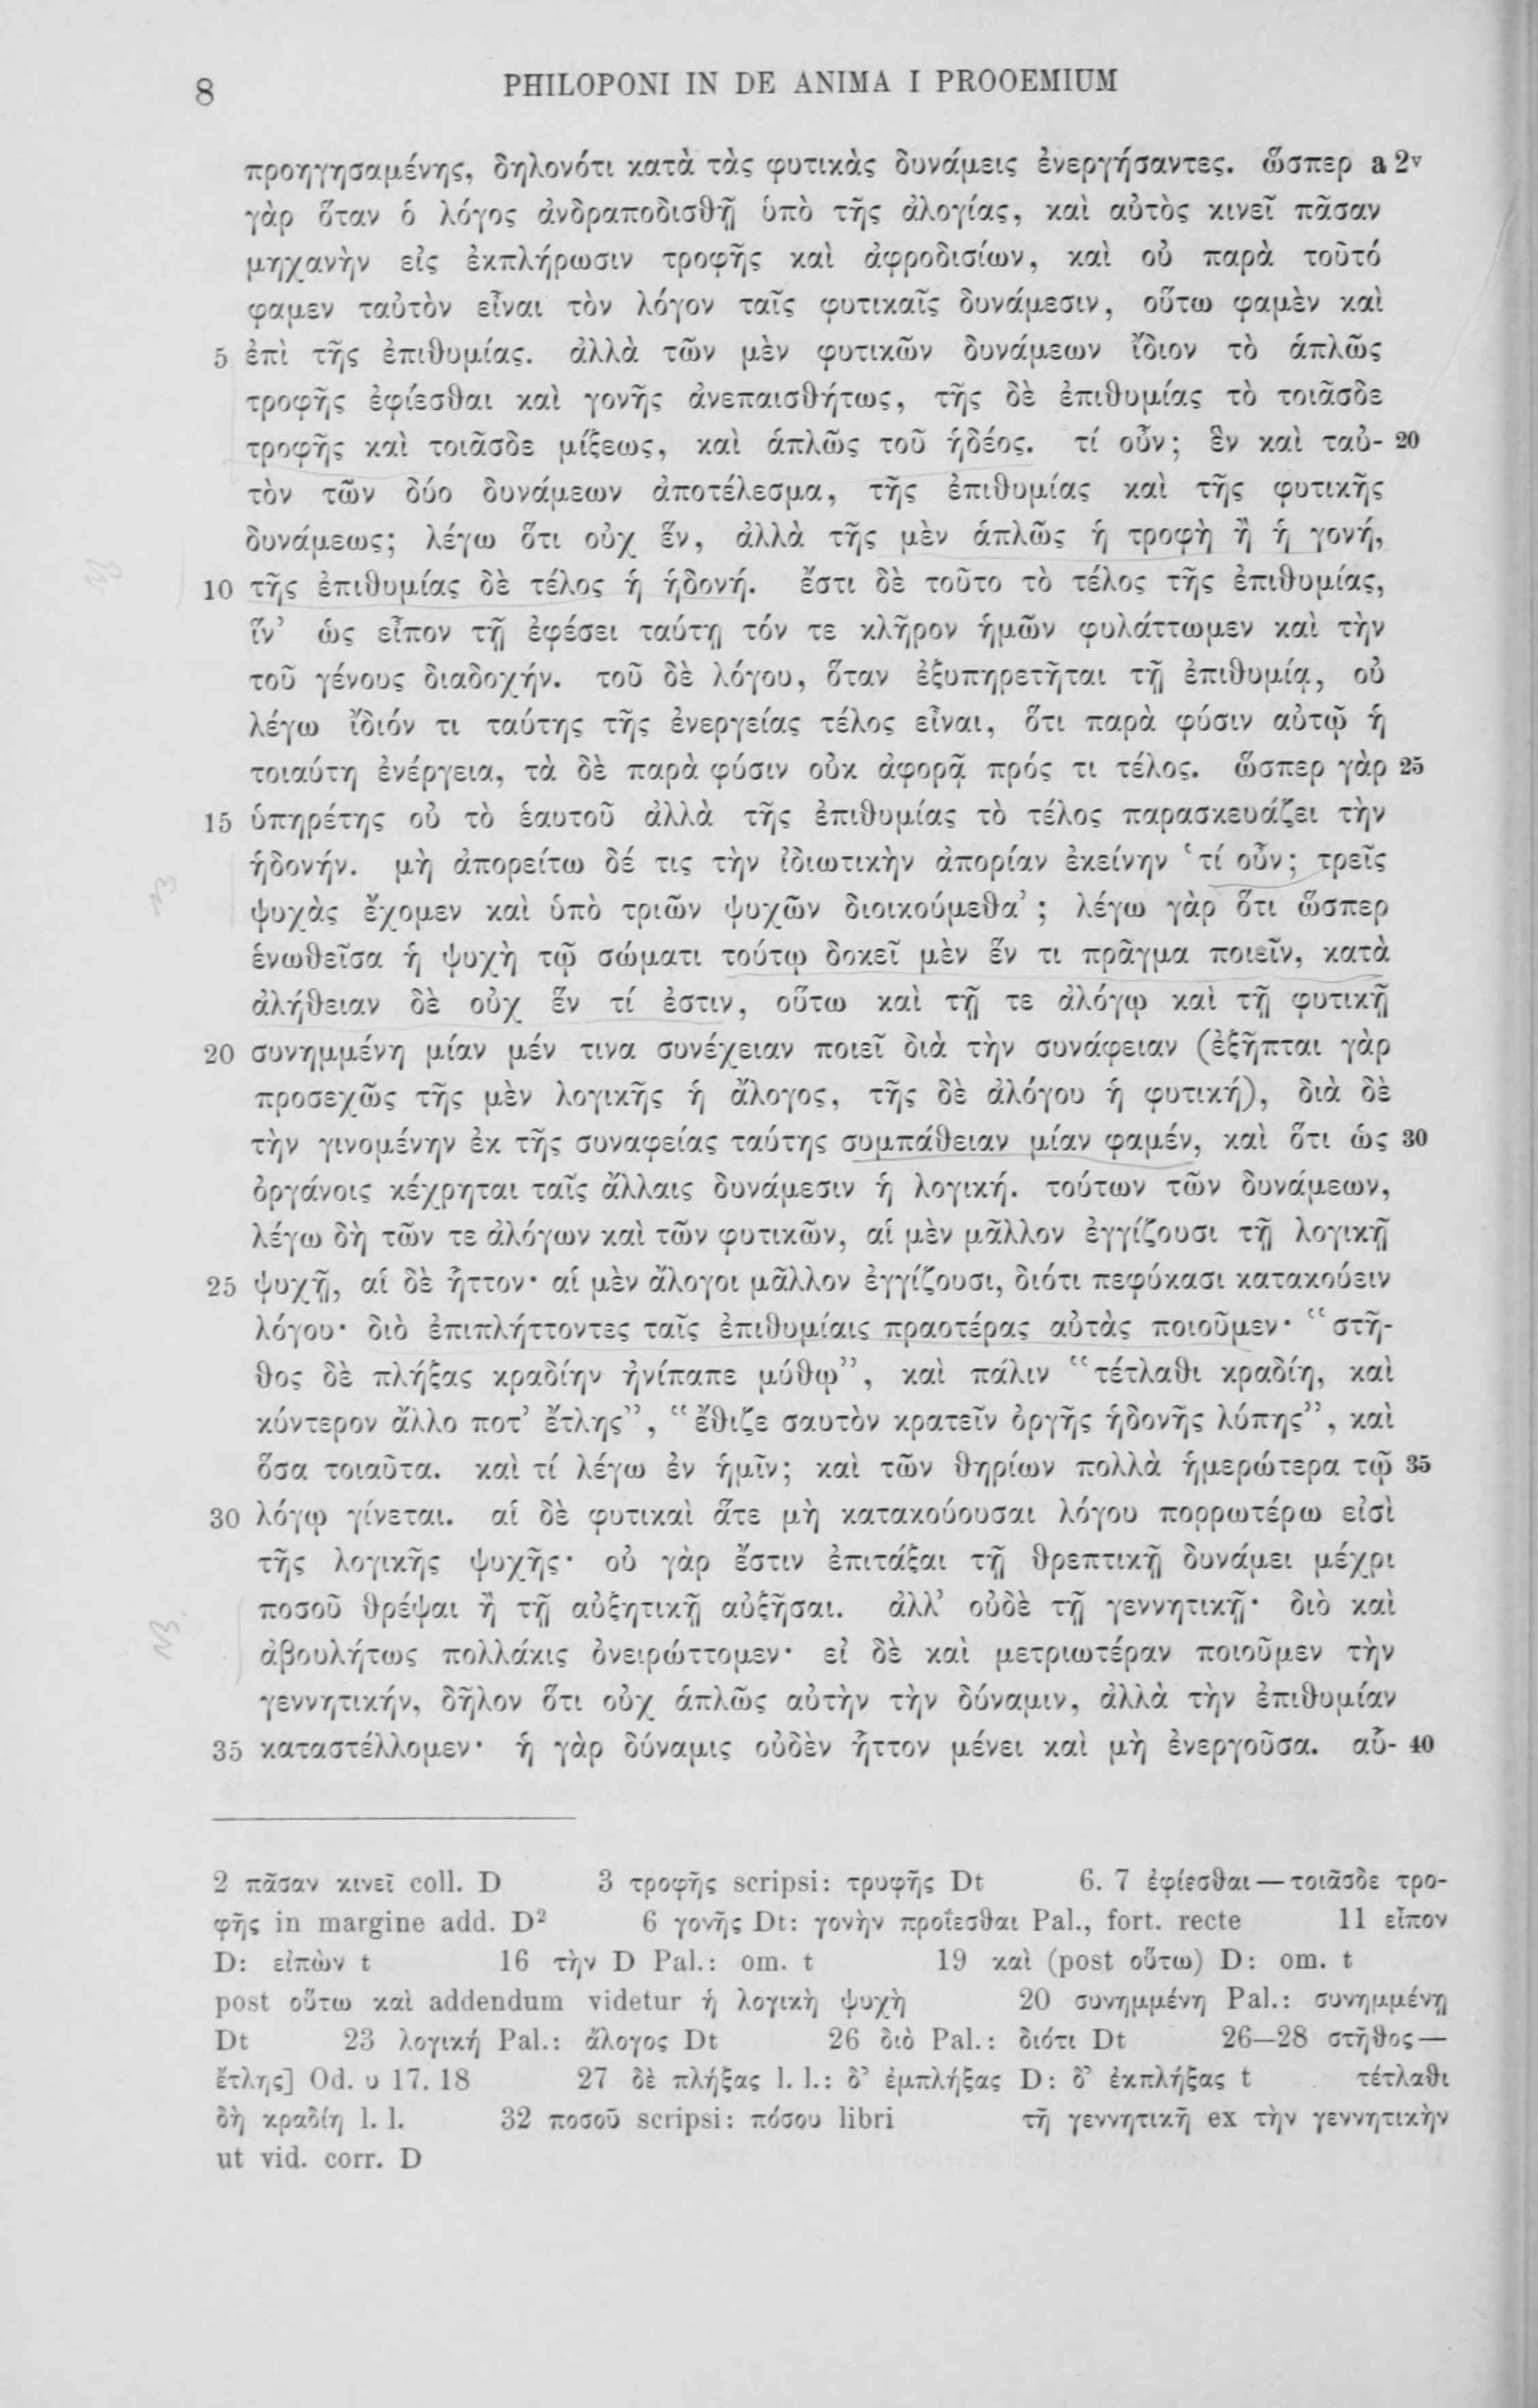 8 PHILOPONI IN DE ANIMA I PROOEMIUM
προηγησαμένης, δηλονότι κατὰ τὰς φυτικὰς δυνάμεις ἐνεργήσαντες. ὥσπερ a 2v
γὰρ ὅταν ὁ λόγος ἀνδραποδισθῇ ὑπὸ τῆς ἀλογίας, καὶ αὐτὸς κινεῖ πᾶσαν
μηχανὴν εἰς ἐκπλήρωσιν τροφῆς καὶ ἀφροδισίων, καὶ οὐ παρὰ τοῦτό
φαμεν ταὐτὸν εἶναι τὸν λόγον ταῖς φυτικαῖς δυνάμεσιν, οὕτω φαμὲν καὶ
5 ἐπὶ τῆς ἐπιθυμίας. ἀλλὰ τῶν μὲν φυτικῶν δυνάμεων ἴδιον τὸ ἁπλῶς
τροφῆς ἐφίεσθαι καὶ γονῆς ἀνεπαισθήτως, τῆς δὲ ἐπιθυμίας τὸ τοιᾶσδε
τροφῆς καὶ τοιᾶσδε μίξεως, καὶ ἁπλῶς τοῦ ἡδέος. τί οὖν; ἓν καὶ ταὐ- 20
τὸν τῶν δύο δυνάμεων ἀποτέλεσμα, τῆς ἐπιθυμίας καὶ τῆς φυτικῆς
δυνάμεως; λέγω ὅτι οὐχ ἕν, ἀλλὰ τῆς μὲν ἁπλῶς ἡ τροφὴ ἢ ἡ γονή,
10 τῆς ἐπιθυμίας δὲ τέλος ἡ ἡδονή. ἔστι δὲ τοῦτο τὸ τέλος τῆς ἐπιθυμίας,
ἵν’ ὡς εἶπον τῇ ἐφέσει ταύτῃ τόν τε κλῆρον ἡμῶν φυλάττωμεν καὶ τὴν
τοῦ γένους διαδοχήν. τοῦ δὲ λόγου, ὅταν ἐξυπηρετῆται τῇ ἐπιθυμίᾳ, οὐ
λέγω ἴδιόν τι ταύτης τῆς ἐνεργείας τέλος εἶναι, ὅτι παρὰ φύσιν αὐτῷ ἡ
τοιαύτη ἐνέργεια, τὰ δὲ παρὰ φύσιν οὐκ ἀφορᾷ πρός τι τέλος. ὥσπερ γὰρ 25
15 ὑπηρέτης οὐ τὸ ἑαυτοῦ ἀλλὰ τῆς ἐπιθυμίας τὸ τέλος παρασκευάζει τὴν
ἡδονήν. μὴ ἀπορείτω δέ τις τὴν ἰδιωτικὴν ἀπορίαν ἐκείνην ‘τί οὖν; τρεῖς
ψυχὰς ἔχομεν καὶ ὑπὸ τριῶν ψυχῶν διοικούμεθα’; λέγω γὰρ ὅτι ὥσπερ
ἑνωθεῖσα ἡ ψυχὴ τῷ σώματι τούτῳ δοκεῖ μὲν ἕν τι πρᾶγμα ποιεῖν, κατὰ
ἀλήθειαν δὲ οὐχ ἕν τί ἐστιν, οὕτω καὶ τῇ τε ἀλόγῳ καὶ τῇ φυτικῇ
20 συνημμένη μίαν μέν τινα συνέχειαν ποιεῖ διὰ τὴν συνάφειαν (ἐξῆπται γὰρ
προσεχῶς τῆς μὲν λογικῆς ἡ ἄλογος, τῆς δὲ ἀλόγου ἡ φυτική), διὰ δὲ
τὴν γινομένην ἐκ τῆς συναφείας ταύτης συμπάθειαν μίαν φαμέν, καὶ ὅτι ὡς 30
ὀργάνοις κέχρηται ταῖς ἄλλαις δυνάμεσιν ἡ λογική. τούτων τῶν δυνάμεων,
λέγω δὴ τῶν τε ἀλόγων καὶ τῶν φυτικῶν, αἱ μὲν μᾶλλον ἐγγίζουσι τῇ λογικῇ
25 ψυχῇ, αἱ δὲ ἧττον· αἱ μὲν ἄλογοι μᾶλλον ἐγγίζουσι, διότι πεφύκασι κατακούειν
λόγου· διὸ ἐπιπλήττοντες ταῖς ἐπιθυμίαις πραοτέρας αὐτὰς ποιοῦμεν· “στῆ-
θος δὲ πλήξας κραδίην ἠνίπαπε μύθῳ”, καὶ πάλιν “τέτλαθι κραδίη, καὶ
κύντερον ἄλλο ποτ’ ἔτλης”, “ἔθιζε σαυτὸν κρατεῖν ὀργῆς ἡδονῆς λύπης”, καὶ
ὅσα τοιαῦτα. καὶ τί λέγω ἐν ἡμῖν; καὶ τῶν θηρίων πολλὰ ἡμερώτερα τῷ 35
30 λόγῳ γίνεται. αἱ δὲ φυτικαὶ ἅτε μὴ κατακούουσαι λόγου πορρωτέρω εἰσὶ
τῆς λογικῆς ψυχῆς· οὐ γὰρ ἔστιν ἐπιτάξαι τῇ θρεπτικῇ δυνάμει μέχρι
ποσοῦ θρέψαι ἢ τῇ αὐξητικῇ αὐξῆσαι. ἀλλ’ οὐδὲ τῇ γεννητικῇ· διὸ καὶ
ἀβουλήτως πολλάκις ὀνειρώττομεν· εἰ δὲ καὶ μετριωτέραν ποιοῦμεν τὴν
γεννητικήν, δῆλον ὅτι οὐχ ἁπλῶς αὐτὴν τὴν δύναμιν, ἀλλὰ τὴν ἐπιθυμίαν
35 καταστέλλομεν· ἡ γὰρ δύναμις οὐδὲν ἧττον μένει καὶ μὴ ἐνεργοῦσα. αὖ- 40
2 πᾶσαν κινεῖ coll. D 3 τροφῆς scripsi: τρυφῆς Dt 6. 7 ἐφίεσθαι — τοιᾶσδε τρο-
φῆς in margine add. D² 6 γονῆς Dt: γονὴν προΐεσθαι Pal., fort. recte 11 εἶπον
D: εἰπὼν t 16 τὴν D Pal.: om. t 19 καὶ (post οὕτω) D: om. t
post οὕτω καὶ addendum videtur ἡ λογικὴ ψυχὴ 20 συνημμένη Pal.: συνημμένῃ
Dt 23 λογική Pal.: ἄλογος Dt 26 διὸ Pal.: διότι Dt 26—28 στῆθος —
ἔτλης] Od. υ 17. 18 27 δὲ πλήξας l. l.: δ’ ἐμπλήξας D: δ’ ἐκπλήξας t τέτλαθι
δὴ κραδίη l. l. 32 ποσοῦ scripsi: πόσου libri τῇ γεννητικῇ ex τὴν γεννητικὴν
ut vid. corr. D